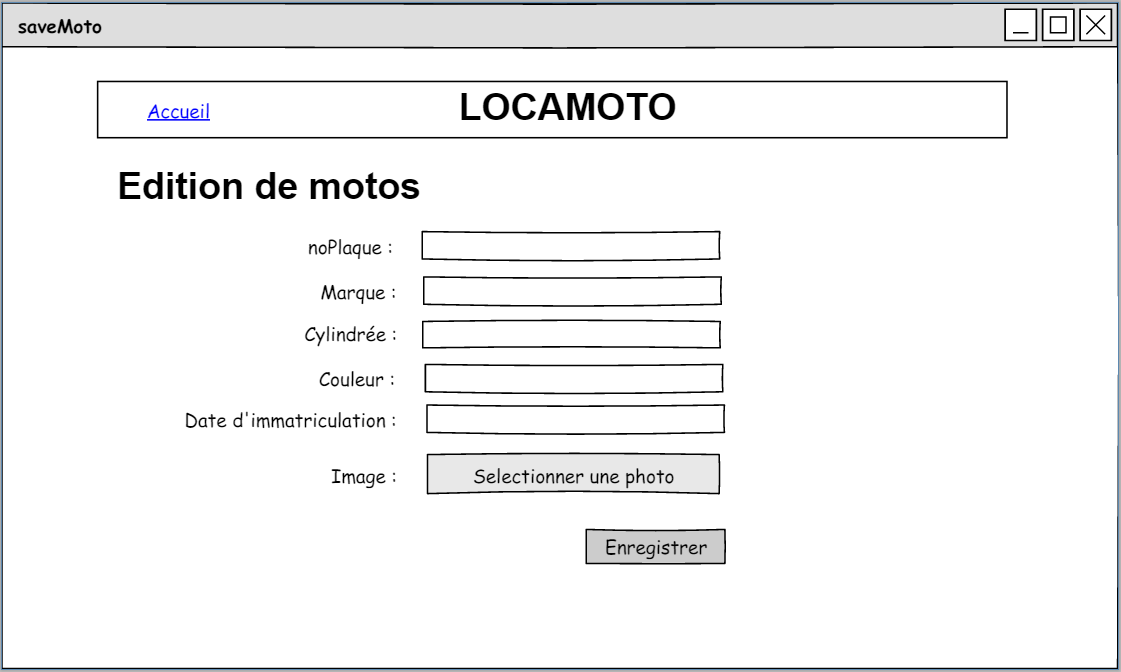 saveMoto
Accueil
LOCAMOTO
Edition de motos
noPlaque :
Marque :
Cylindrée :
Couleur :
Date d'immatriculation :
Image :
Selectionner une photo
Enregistrer